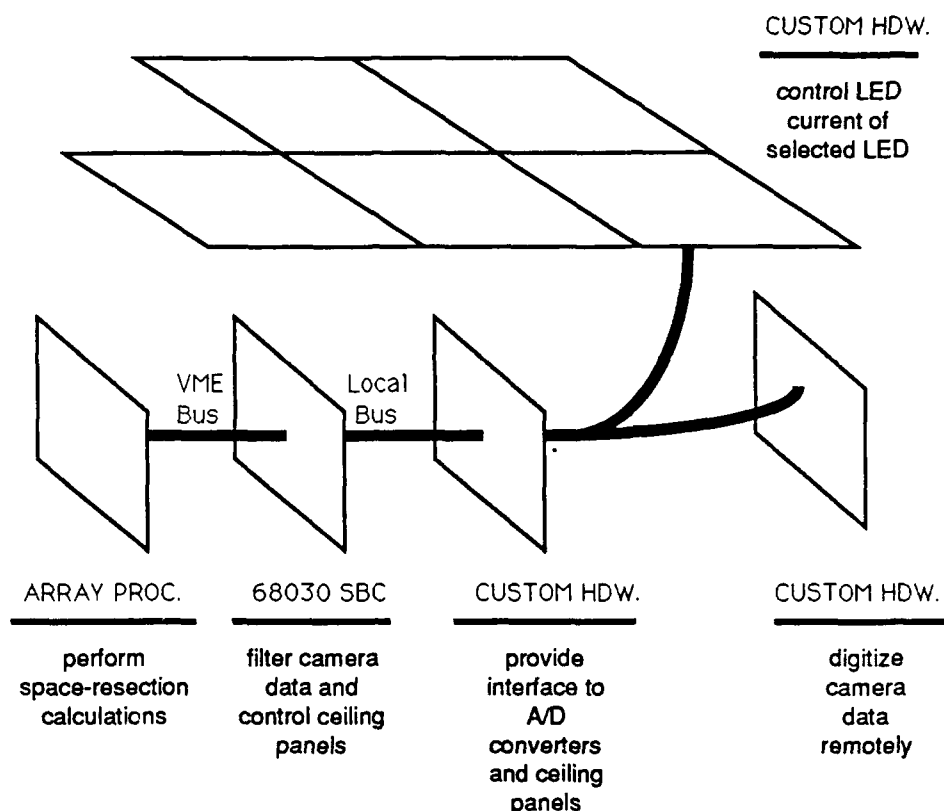 CUSTOM HDW.
control LED
current of
selected LED
VME
Bus
Local
Bus
ARRAY PROC.
perform
space-resection
calculations
68030 SBC
filter camera
data and
control ceiling
panels
CUSTOM HDW.
provide
interface to
A/D
converters
and ceiling
panels
CUSTOM HDW.
digitize
camera
data
remotely